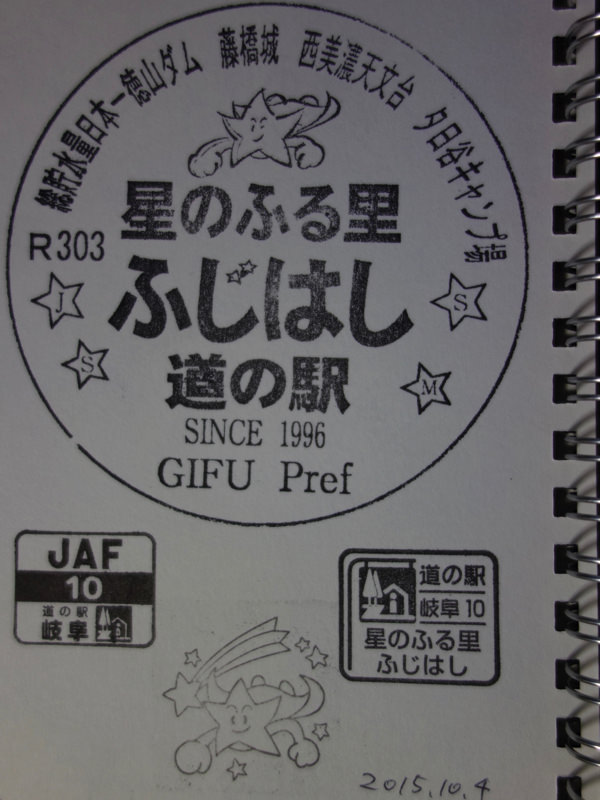 総貯水量日本一徳山ダム 藤橋城 西美濃天文台 夕日谷キャンプ場
星のふる里
R303
ふじはし
J
S
S
M
道の駅
SINCE 1996
GIFU Pref
JAF
10
道の駅
岐阜
道の駅
岐阜10
星のふる里
ふじはし
2015.10.4